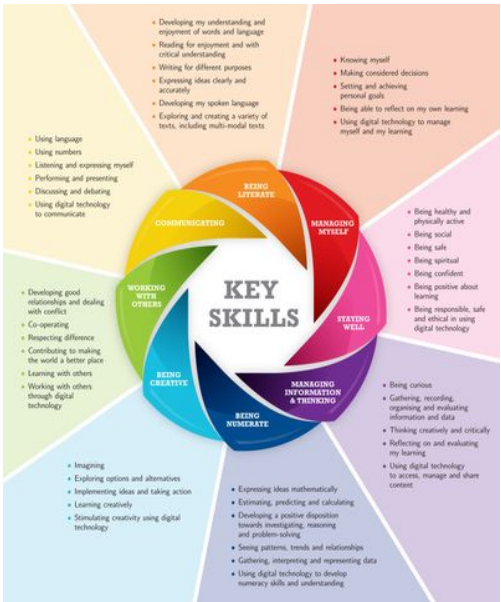 • Developing my understanding and
enjoyment of words and language
• Reading for enjoyment and with
critical understanding
• Writing for different purposes
• Expressing ideas clearly and
accurately
• Developing my spoken language
• Exploring and creating a variety of
texts, including multi-modal texts
• Knowing myself
• Making considered decisions
• Setting and achieving
personal goals
• Being able to reflect on my own learning
• Using digital technology to manage
myself and my learning
• Using language
• Using numbers
• Listening and expressing myself
• Performing and presenting
• Discussing and debating
• Using digital technology
to communicate
BEING
LITERATE
COMMUNICATING
MANAGING
MYSELF
• Being healthy and
physically active
• Being social
• Being safe
• Being spiritual
• Being confident
• Being positive about
learning
• Being responsible, safe
and ethical in using
digital technology
WORKING
WITH
OTHERS
KEY
SKILLS
STAYING
WELL
• Developing good
relationships and dealing
with conflict
• Co-operating
• Respecting difference
• Contributing to making
the world a better place
• Learning with others
• Working with others
through digital
technology
BEING
CREATIVE
MANAGING
INFORMATION
& THINKING
BEING
NUMERATE
• Being curious
• Gathering, recording,
organising and evaluating
information and data
• Thinking creatively and critically
• Reflecting on and evaluating
my learning
• Using digital technology
to access, manage and share
content
• Imagining
• Exploring options and alternatives
• Implementing ideas and taking action
• Learning creatively
• Stimulating creativity using digital
technology
• Expressing ideas mathematically
• Estimating, predicting and calculating
• Developing a positive disposition
towards investigating, reasoning
and problem-solving
• Seeing patterns, trends and relationships
• Gathering, interpreting and representing data
• Using digital technology to develop
numeracy skills and understanding